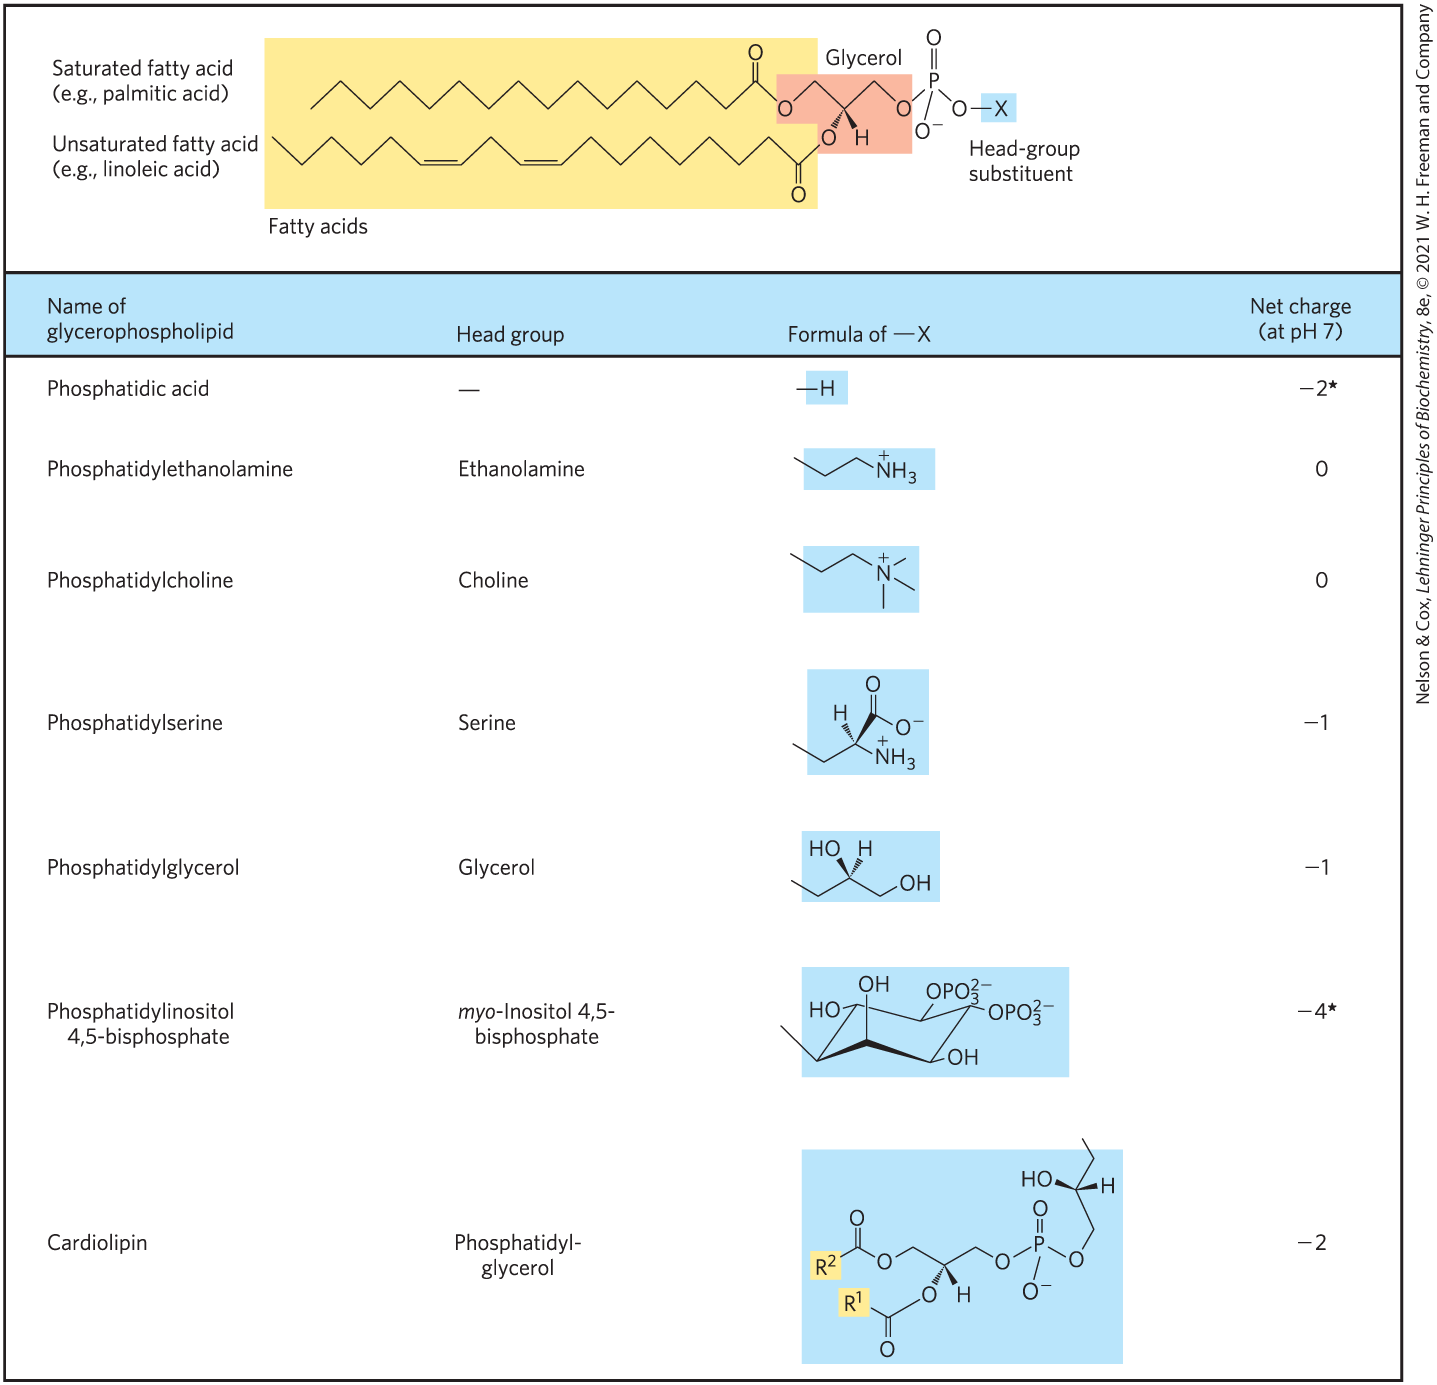 Saturated fatty acid
(e.g., palmitic acid)
Unsaturated fatty acid
(e.g., linoleic acid)
Fatty acids
O
O
O
O
H
Glycerol
O
O
P
O⁻
O
X
Head-group
substituent
Name of
glycerophospholipid
Head group
Formula of —X
Net charge
(at pH 7)
Phosphatidic acid
—
—H
−2*
Phosphatidylethanolamine
Ethanolamine
N⁺H₃
0
Phosphatidylcholine
Choline
N⁺
0
Phosphatidylserine
Serine
O
H
O⁻
N⁺H₃
−1
Phosphatidylglycerol
Glycerol
HO H
OH
−1
Phosphatidylinositol
4,5-bisphosphate
myo-Inositol 4,5-
bisphosphate
OH
HO
OPO₃²⁻
OPO₃²⁻
OH
−4*
Cardiolipin
Phosphatidyl-
glycerol
HO H
O
O
P
O
O
O
O⁻
R²
R¹
O
H
O
−2
Nelson & Cox, Lehninger Principles of Biochemistry, 8e, © 2021 W. H. Freeman and Company